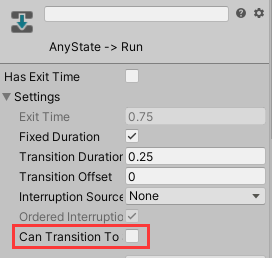 AnyState -> Run
Has Exit Time
Settings
Exit Time 0.75
Fixed Duration
Transition Duration 0.25
Transition Offset 0
Interruption Source None
Ordered Interruptio
Can Transition To